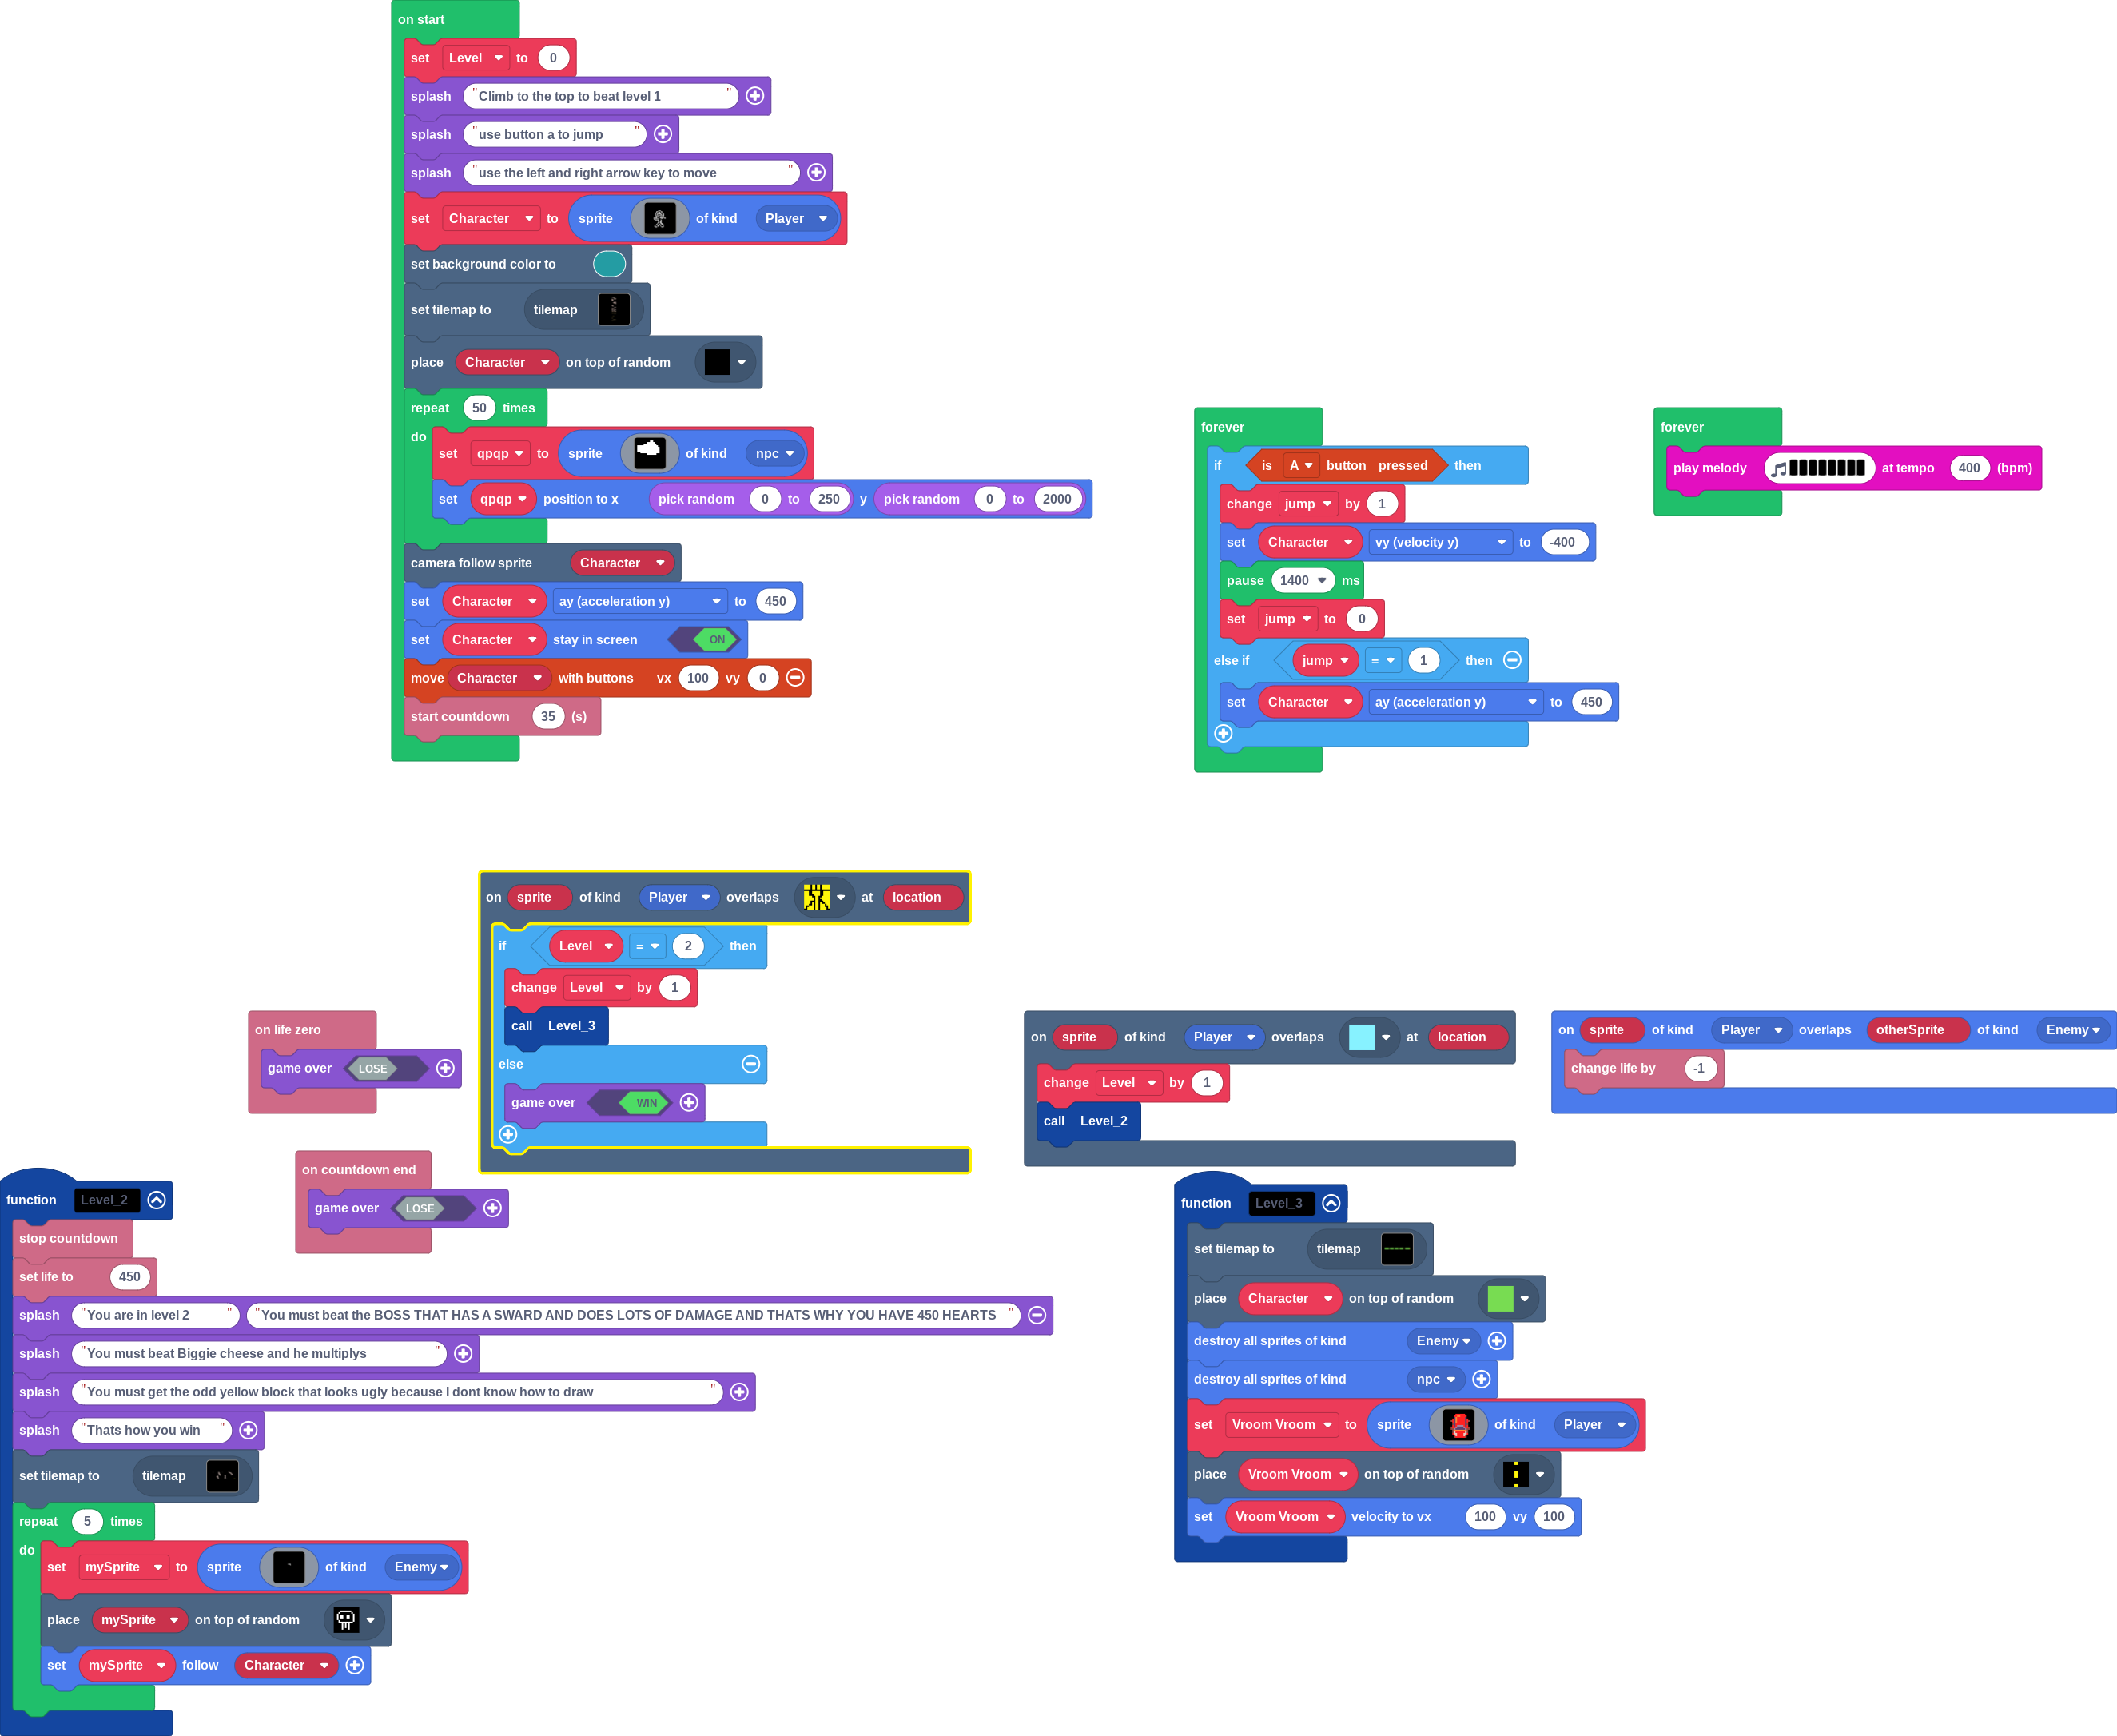 on start
set Level to 0
splash "Climb to the top to beat level 1"
splash "use button a to jump"
splash "use the left and right arrow key to move"
set Character to sprite of kind Player
set background color to
set tilemap to tilemap
place Character on top of random
repeat 50 times
do
set qpqp to sprite of kind npc
set qpqp position to x pick random 0 to 250 y pick random 0 to 2000
camera follow sprite Character
set Character ay (acceleration y) to 450
set Character stay in screen ON
move Character with buttons vx 100 vy 0
start countdown 35 (s)
forever
if is A button pressed then
change jump by 1
set Character vy (velocity y) to -400
pause 1400 ms
set jump to 0
else if jump = 1 then
set Character ay (acceleration y) to 450
forever
play melody at tempo 400 (bpm)
on sprite of kind Player overlaps at location
if Level = 2 then
change Level by 1
call Level_3
else
game over WIN
on life zero
game over LOSE
on countdown end
game over LOSE
on sprite of kind Player overlaps at location
change Level by 1
call Level_2
on sprite of kind Player overlaps otherSprite of kind Enemy
change life by -1
function Level_2
stop countdown
set life to 450
splash "You are in level 2" "You must beat the BOSS THAT HAS A SWARD AND DOES LOTS OF DAMAGE AND THATS WHY YOU HAVE 450 HEARTS"
splash "You must beat Biggie cheese and he multiplys"
splash "You must get the odd yellow block that looks ugly because I dont know how to draw"
splash "Thats how you win"
set tilemap to tilemap
repeat 5 times
do
set mySprite to sprite of kind Enemy
place mySprite on top of random
set mySprite follow Character
function Level_3
set tilemap to tilemap
place Character on top of random
destroy all sprites of kind Enemy
destroy all sprites of kind npc
set Vroom Vroom to sprite of kind Player
place Vroom Vroom on top of random
set Vroom Vroom velocity to vx 100 vy 100